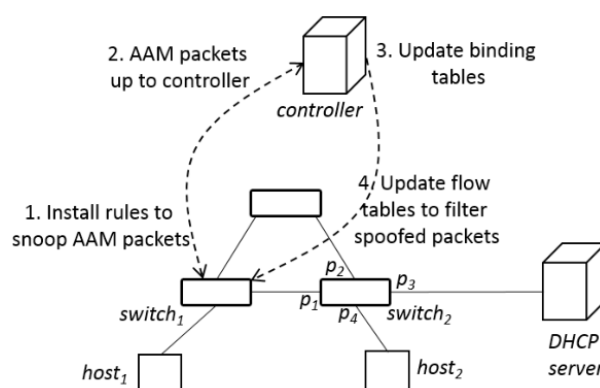 2. AAM packets
up to controller
3. Update binding
tables
controller
1. Install rules to
snoop AAM packets
4. Update flow
tables to filter
spoofed packets
p2
p3
p1
p4
switch1
switch2
DHCP
server
host1
host2